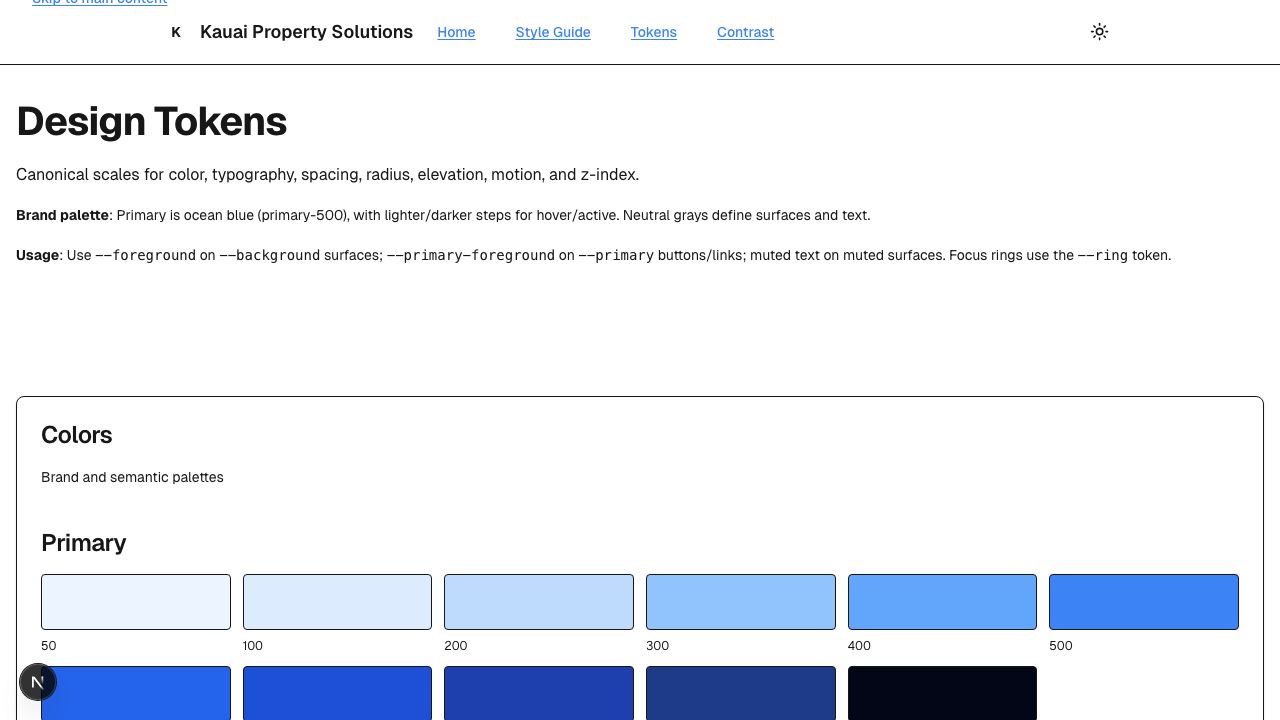 Skip to main content
K Kauai Property Solutions Home Style Guide Tokens Contrast
Design Tokens
Canonical scales for color, typography, spacing, radius, elevation, motion, and z-index.
Brand palette: Primary is ocean blue (primary-500), with lighter/darker steps for hover/active. Neutral grays define surfaces and text.
Usage: Use --foreground on --background surfaces; --primary-foreground on --primary buttons/links; muted text on muted surfaces. Focus rings use the --ring token.
Colors
Brand and semantic palettes
Primary
50 100 200 300 400 500
N